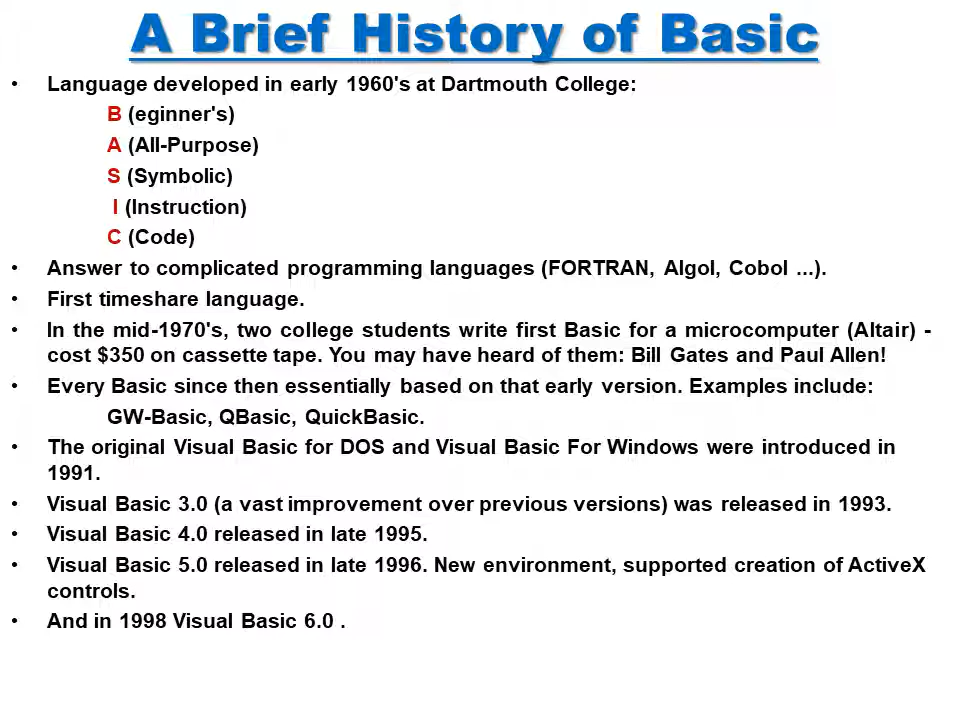 A Brief History of Basic
• Language developed in early 1960's at Dartmouth College:
B (eginner's)
A (All-Purpose)
S (Symbolic)
I (Instruction)
C (Code)
• Answer to complicated programming languages (FORTRAN, Algol, Cobol ...).
• First timeshare language.
• In the mid-1970's, two college students write first Basic for a microcomputer (Altair) -
cost $350 on cassette tape. You may have heard of them: Bill Gates and Paul Allen!
• Every Basic since then essentially based on that early version. Examples include:
GW-Basic, QBasic, QuickBasic.
• The original Visual Basic for DOS and Visual Basic For Windows were introduced in
1991.
• Visual Basic 3.0 (a vast improvement over previous versions) was released in 1993.
• Visual Basic 4.0 released in late 1995.
• Visual Basic 5.0 released in late 1996. New environment, supported creation of ActiveX
controls.
• And in 1998 Visual Basic 6.0 .